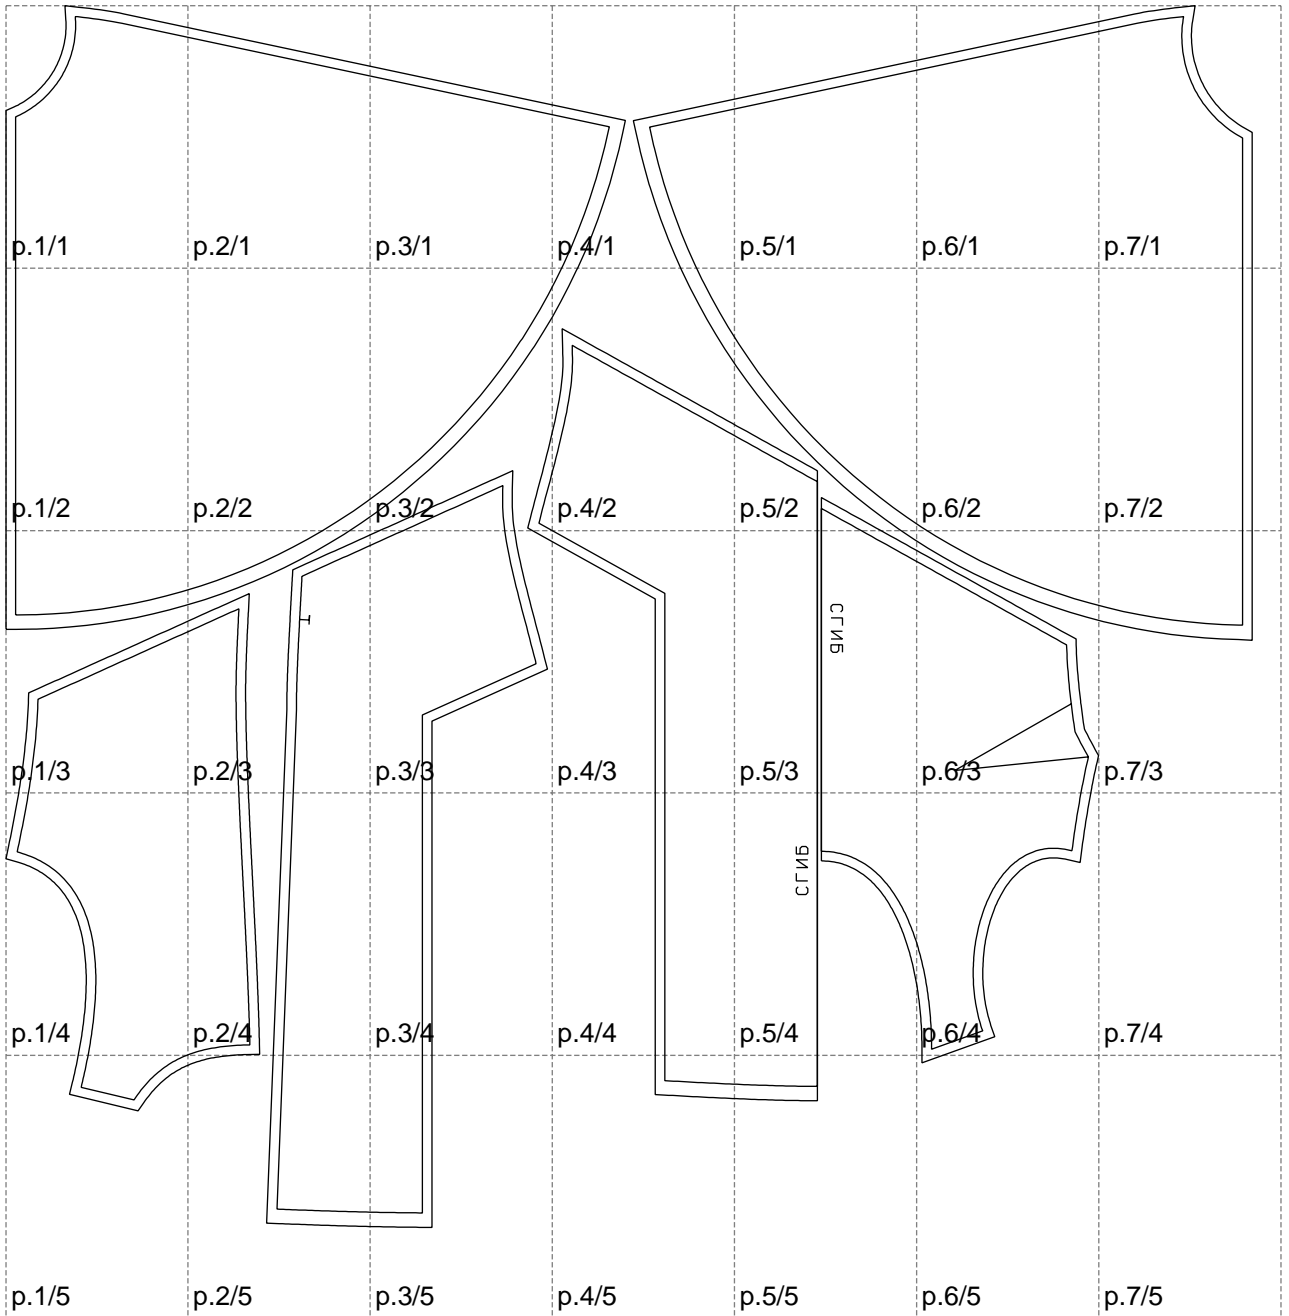 p.1/1 p.2/1 p.3/1 p.4/1 p.5/1 p.6/1 p.7/1
p.1/2 p.2/2 p.3/2 p.4/2 p.5/2 p.6/2 p.7/2
СГИБ
p.1/3 p.2/3 p.3/3 p.4/3 p.5/3 p.6/3 p.7/3
СГИБ
p.1/4 p.2/4 p.3/4 p.4/4 p.5/4 p.6/4 p.7/4
p.1/5 p.2/5 p.3/5 p.4/5 p.5/5 p.6/5 p.7/5